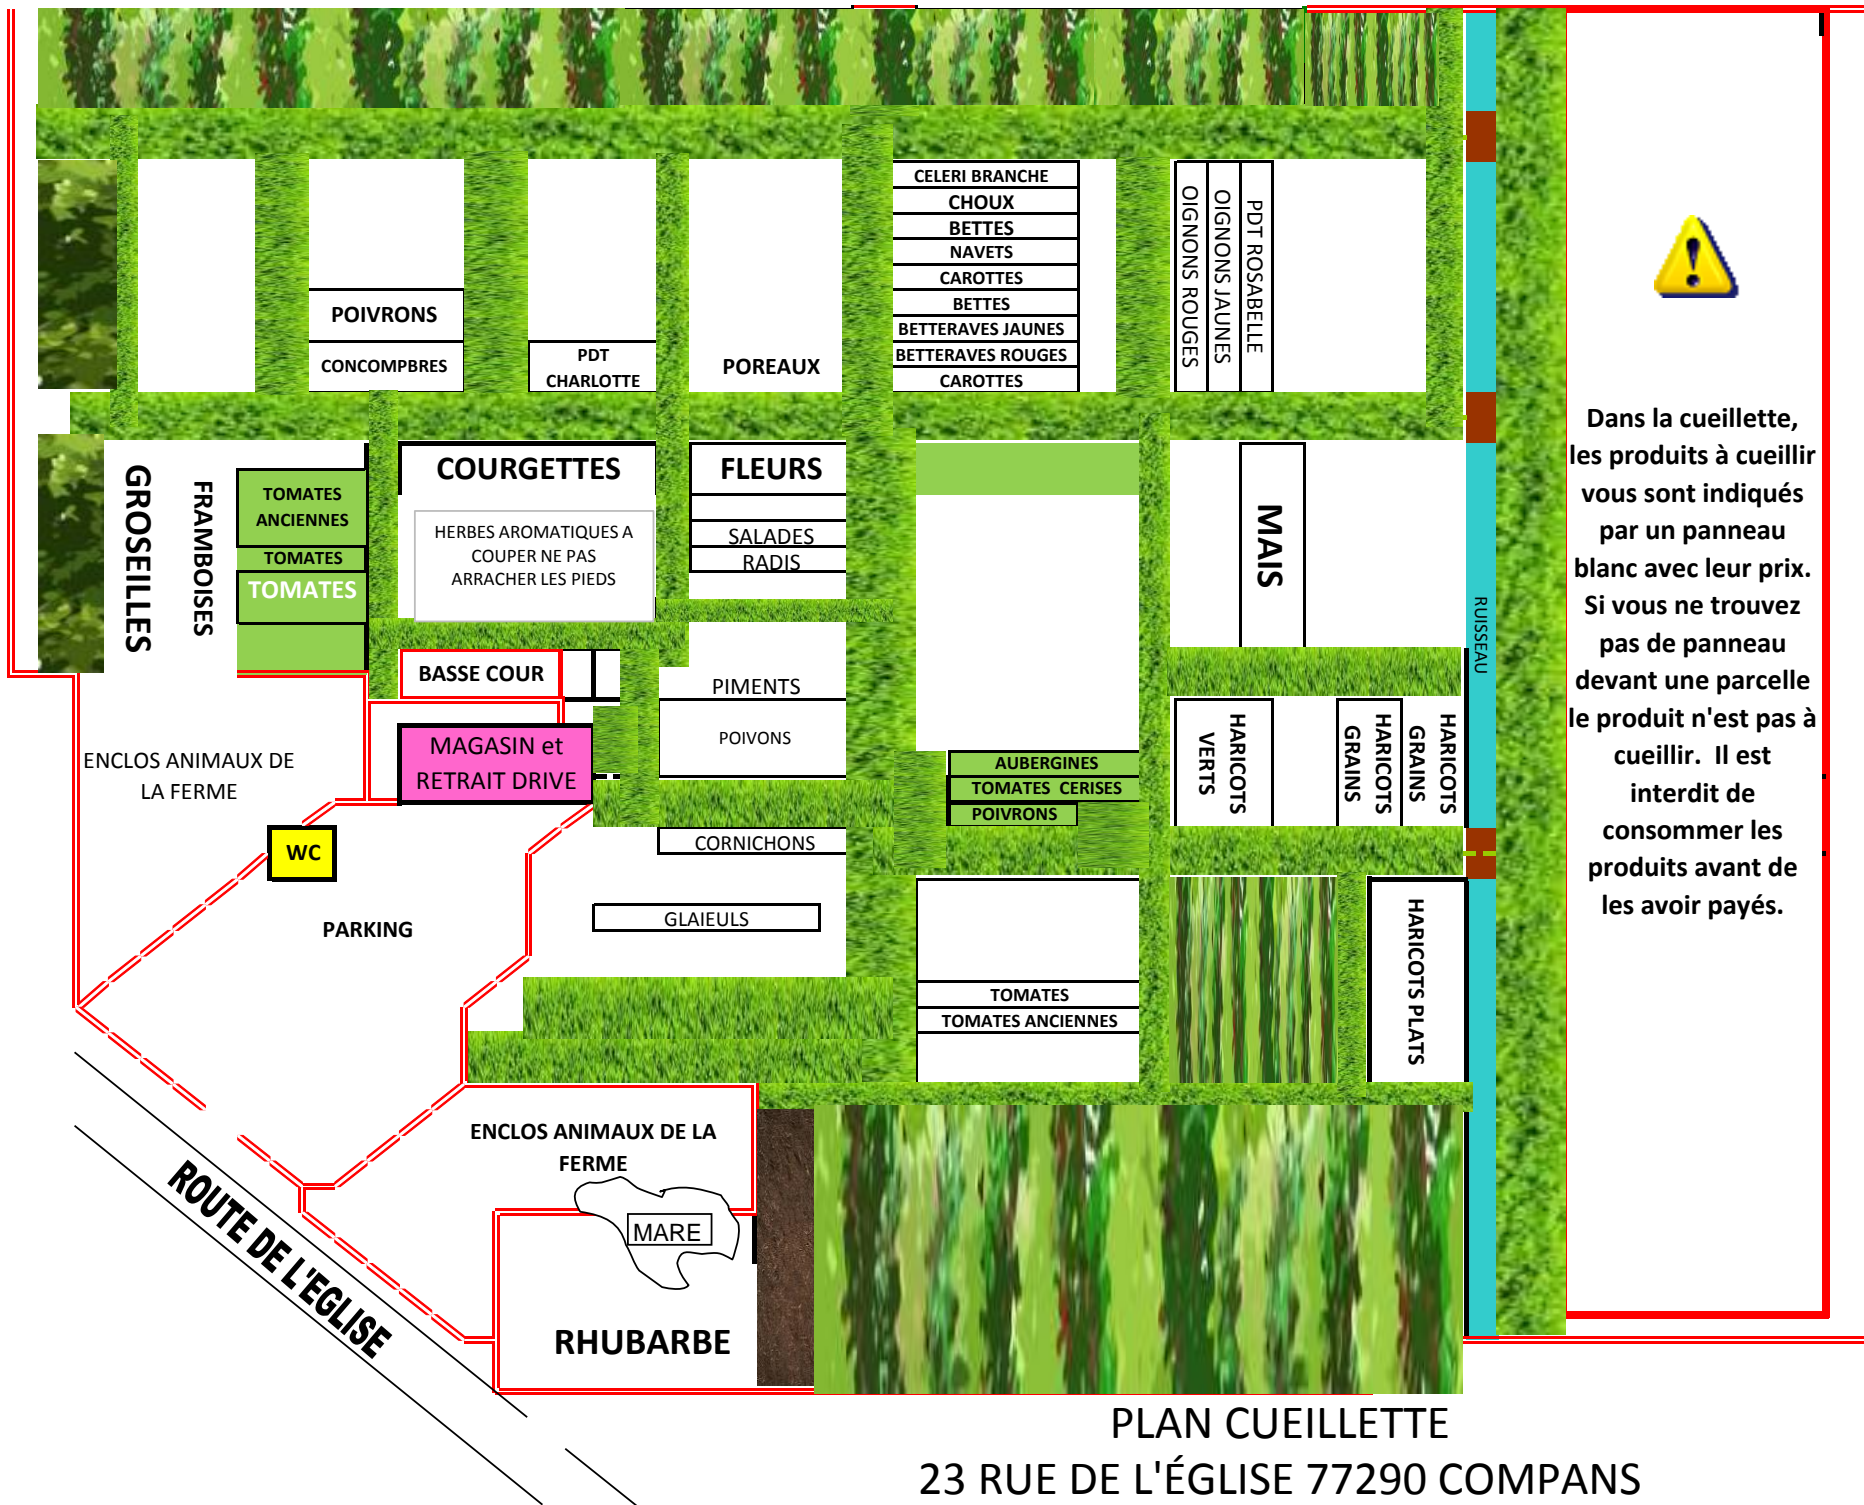 CELERI BRANCHE
CHOUX
BETTES
NAVETS
CAROTTES
BETTES
BETTERAVES JAUNES
BETTERAVES ROUGES
CAROTTES
OIGNONS ROUGES
OIGNONS JAUNES
PDT ROSABELLE
POIVRONS
CONCOMPBRES
PDT
CHARLOTTE
POREAUX
GROSEILLES
FRAMBOISES
TOMATES
ANCIENNES
TOMATES
TOMATES
COURGETTES
HERBES AROMATIQUES A
COUPER NE PAS
ARRACHER LES PIEDS
FLEURS
SALADES
RADIS
MAIS
RUISSEAU
BASSE COUR
PIMENTS
POIVONS
MAGASIN et
RETRAIT DRIVE
ENCLOS ANIMAUX DE
LA FERME
WC
PARKING
AUBERGINES
TOMATES CERISES
POIVRONS
HARICOTS
VERTS
HARICOTS
GRAINS
HARICOTS
GRAINS
CORNICHONS
GLAIEULS
TOMATES
TOMATES ANCIENNES
HARICOTS PLATS
ENCLOS ANIMAUX DE LA
FERME
MARE
RHUBARBE
ROUTE DE L'EGLISE
Dans la cueillette,
les produits à cueillir
vous sont indiqués
par un panneau
blanc avec leur prix.
Si vous ne trouvez
pas de panneau
devant une parcelle
le produit n'est pas à
cueillir. Il est
interdit de
consommer les
produits avant de
les avoir payés.
PLAN CUEILLETTE
23 RUE DE L'ÉGLISE 77290 COMPANS